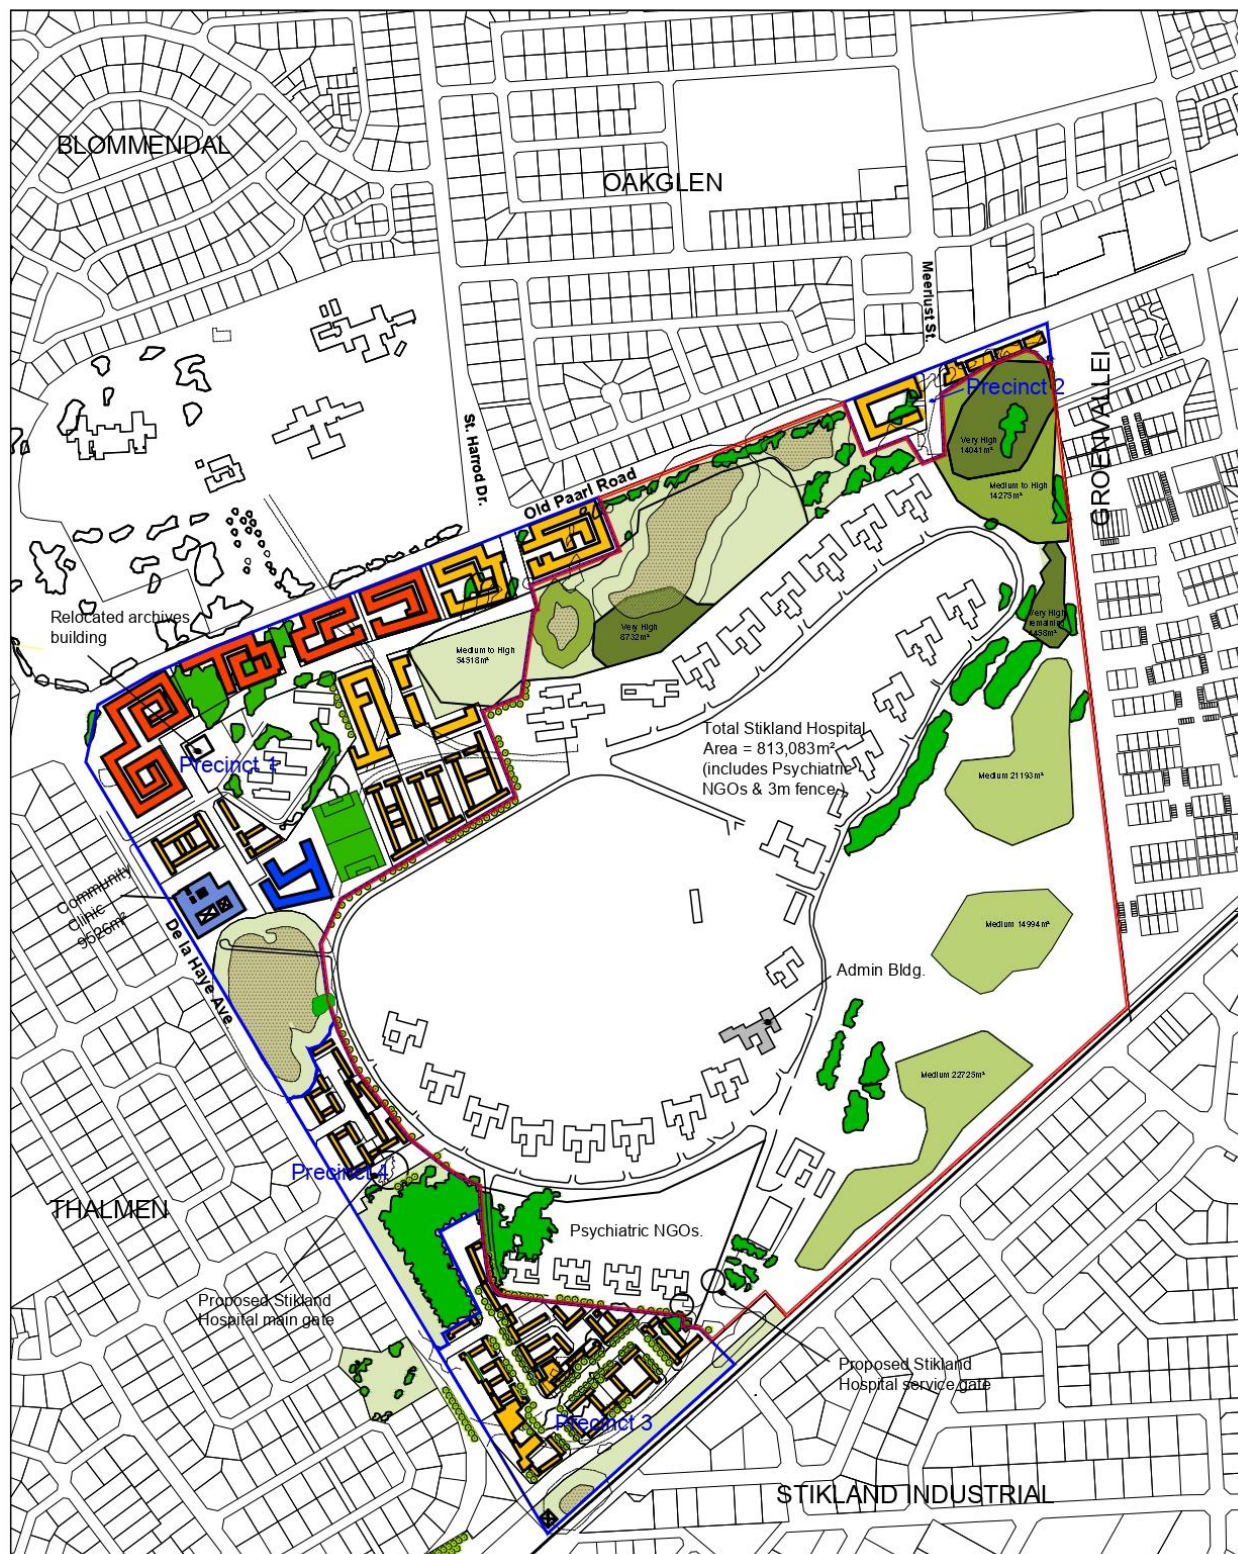 BLOMMENDAL
OAKGLEN
Meerlust St.
Precinct 2
GROENVALLEI
Very High
14041m²
Medium to High
14275m²
St. Harrod Dr.
Old Paarl Road
Relocated archives
building
Very High
8732m²
Very High
remaining
Medium to High
54518m²
Total Stikland Hospital
Area = 813,083m²
(includes Psychiatric
NGOs & 3m fence.)
Precinct 1
Medium 21193m²
Community
Clinic
9526m²
De la Haye Ave.
Medium 14994m²
Admin Bldg.
Medium 22725m²
Precinct 4
THALMEN
Psychiatric NGOs.
Proposed Stikland
Hospital main gate
Proposed Stikland
Hospital service gate
Precinct 3
STIKLAND INDUSTRIAL